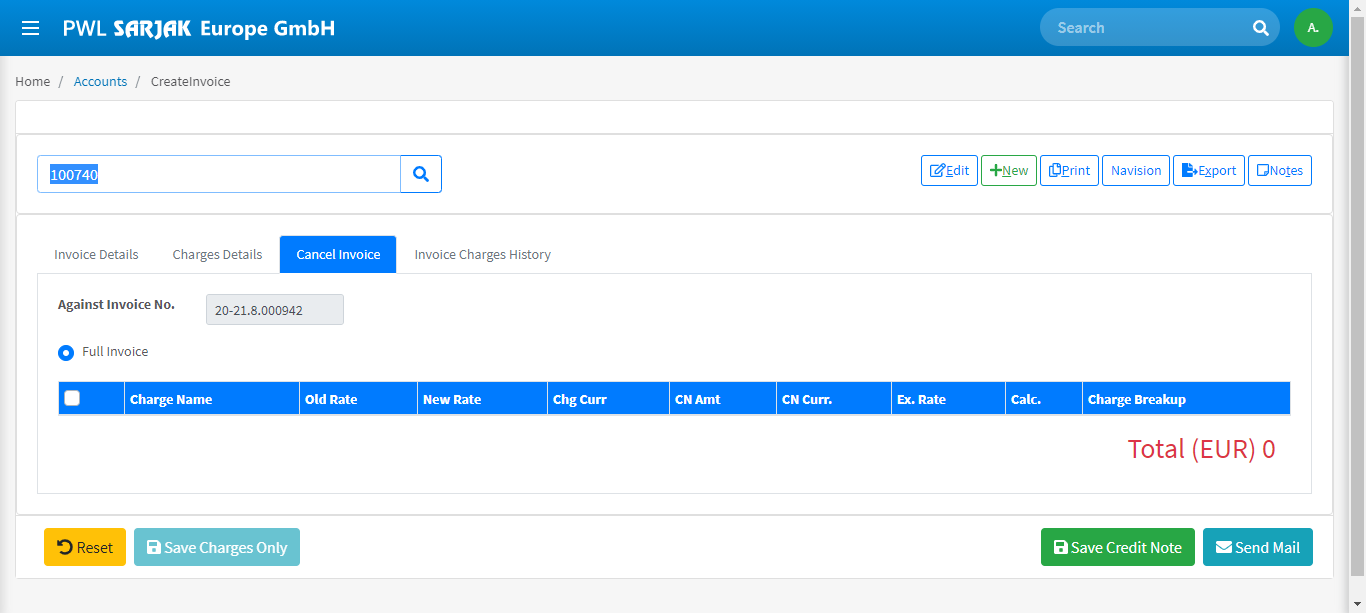 PWL SARJAK Europe GmbH
Search
A.
Home / Accounts / CreateInvoice
100740
Edit New Print Navision Export Notes
Invoice Details Charges Details Cancel Invoice Invoice Charges History
Against Invoice No. 20-21.8.000942
Full Invoice
Charge Name Old Rate New Rate Chg Curr CN Amt CN Curr. Ex. Rate Calc. Charge Breakup
Total (EUR) 0
Reset Save Charges Only Save Credit Note Send Mail